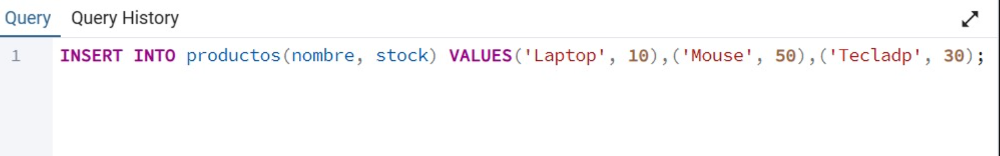 Query Query History
1 INSERT INTO productos(nombre, stock) VALUES('Laptop', 10),('Mouse', 50),('Tecladp', 30);